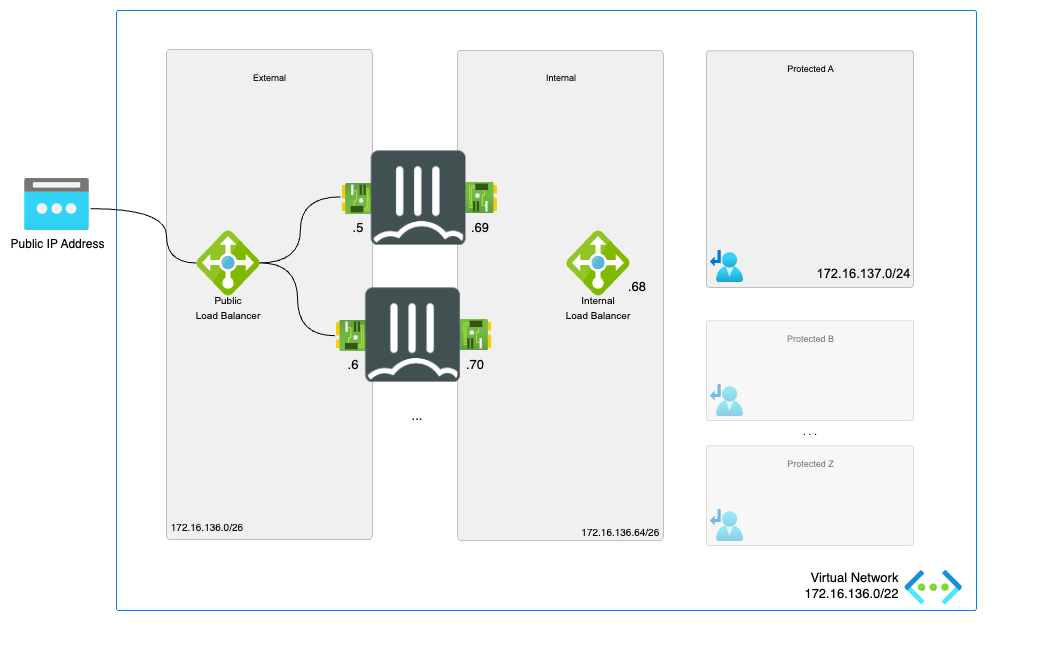 External
Internal
Protected A
.5
.69
Public IP Address
172.16.137.0/24
.68
Public
Load Balancer
Internal
Load Balancer
Protected B
.6
.70
...
...
Protected Z
172.16.136.0/26
172.16.136.64/26
Virtual Network
172.16.136.0/22